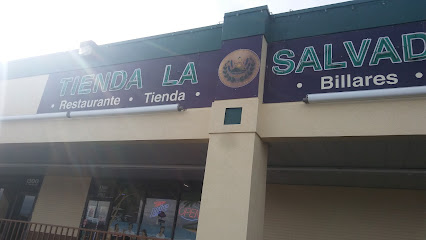 TIENDA LA SALVAD
• Restaurante • Tienda • • Billares •